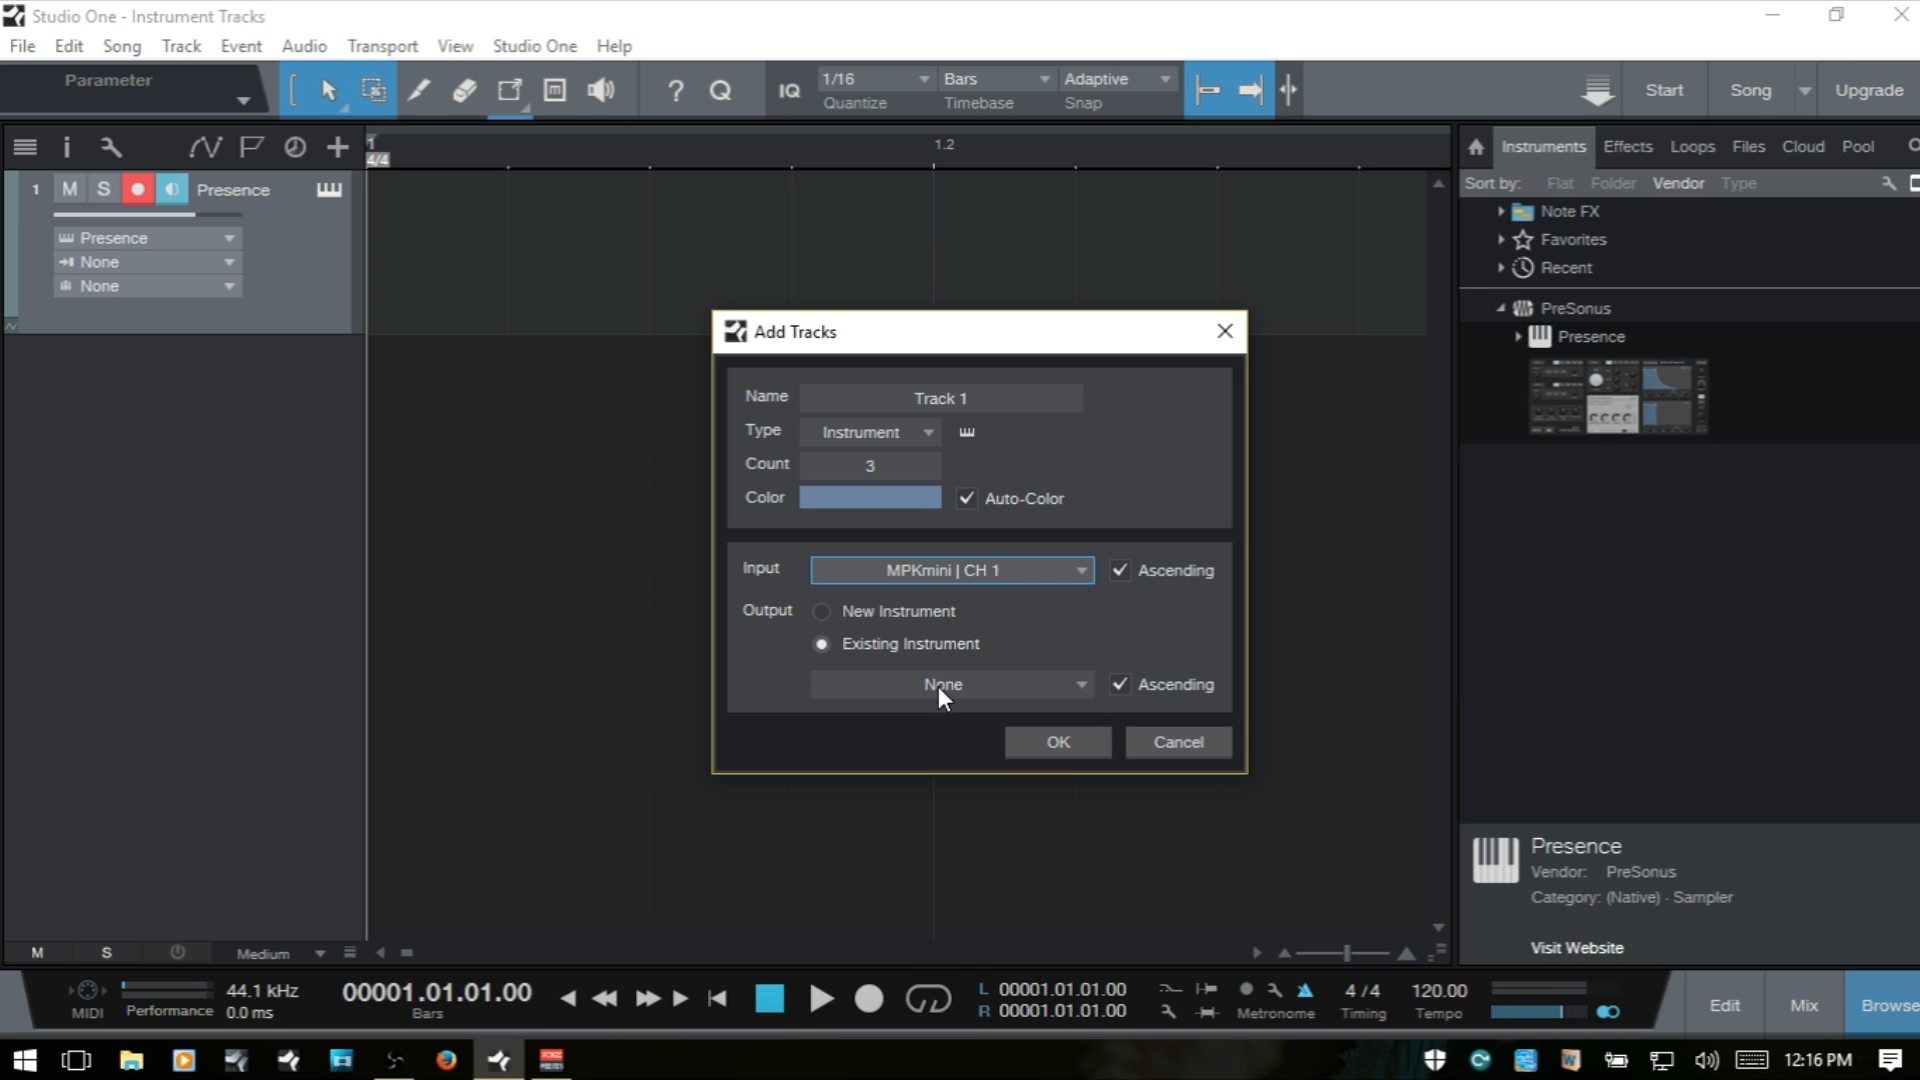 Studio One - Instrument Tracks
File Edit Song Track Event Audio Transport View Studio One Help
Parameter
? Q IQ 1/16 Bars Adaptive Start Song Upgrade
Quantize Timebase Snap
1 1.2
4/4
Instruments Effects Loops Files Cloud Pool
Sort by: Flat Folder Vendor Type
1 M S Presence
Presence
None
None
Note FX
Favorites
Recent
PreSonus
Presence
Add Tracks
Name Track 1
Type Instrument
Count 3
Color Auto-Color
Input MPKmini | CH 1 Ascending
Output New Instrument
Existing Instrument
None Ascending
OK Cancel
Presence
Vendor: PreSonus
Category: (Native) - Sampler
Visit Website
M S Medium
MIDI Performance 44.1 kHz
0.0 ms
00001.01.01.00
Bars
L 00001.01.01.00
R 00001.01.01.00
Metronome
4 / 4
Timing
120.00
Tempo
Edit Mix Browse
12:16 PM